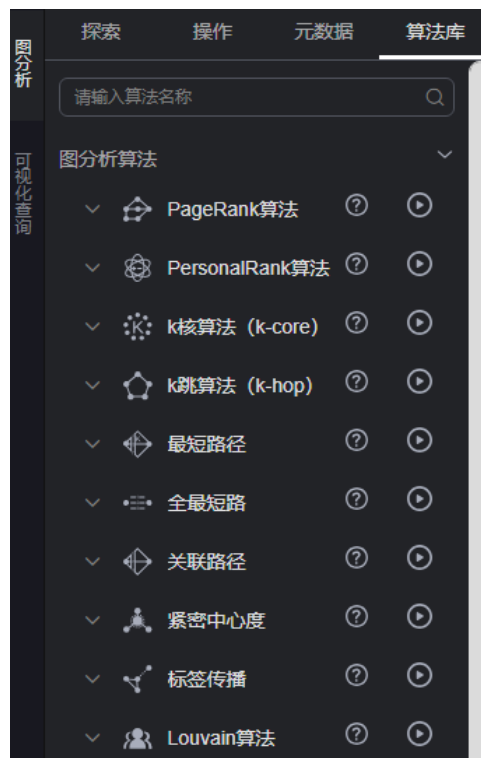 图分析
可视化查询
探索 操作 元数据 算法库
请输入算法名称
图分析算法
PageRank算法
PersonalRank算法
k核算法（k-core）
k跳算法（k-hop）
最短路径
全最短路
关联路径
紧密中心度
标签传播
Louvain算法